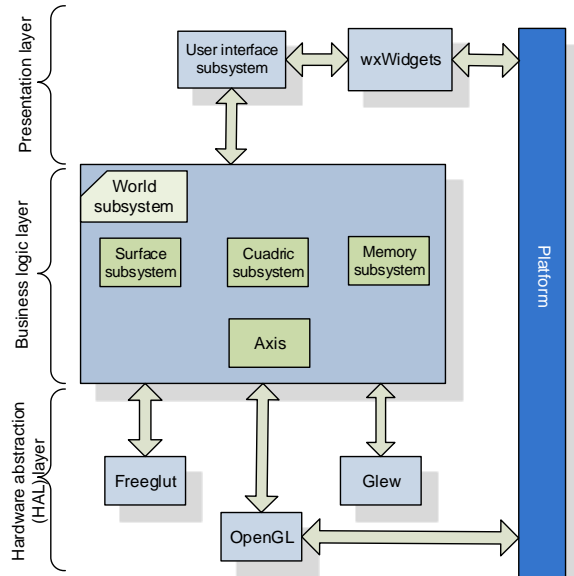 Presentation layer
User interface
subsystem
wxWidgets
Business logic layer
World
subsystem
Surface
subsystem
Cuadric
subsystem
Memory
subsystem
Axis
Platform
Hardware abstraction
(HAL) layer
Freeglut
Glew
OpenGL